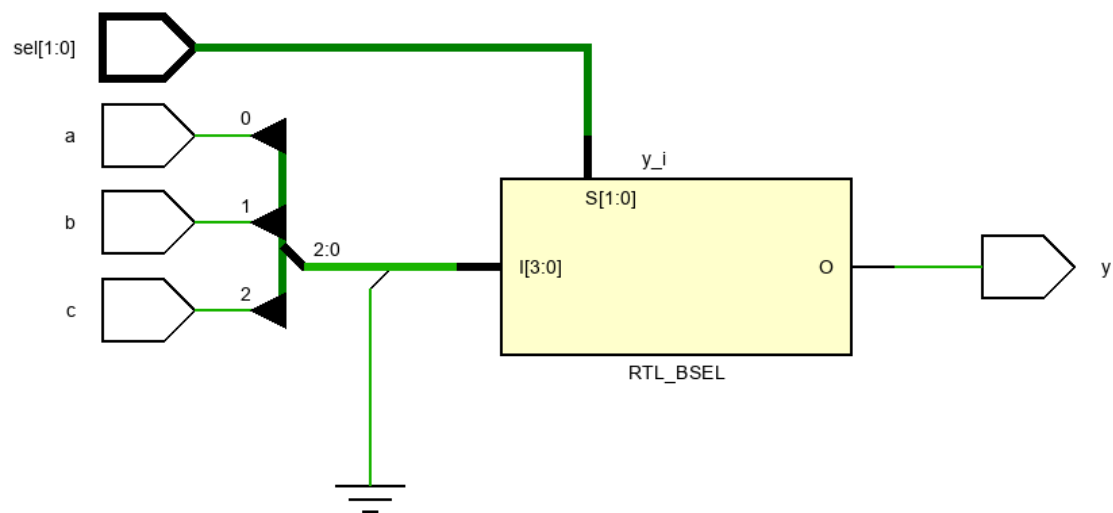 sel[1:0]
a
0
b
1
c
2
2:0
y_i
S[1:0]
I[3:0]
O
RTL_BSEL
y